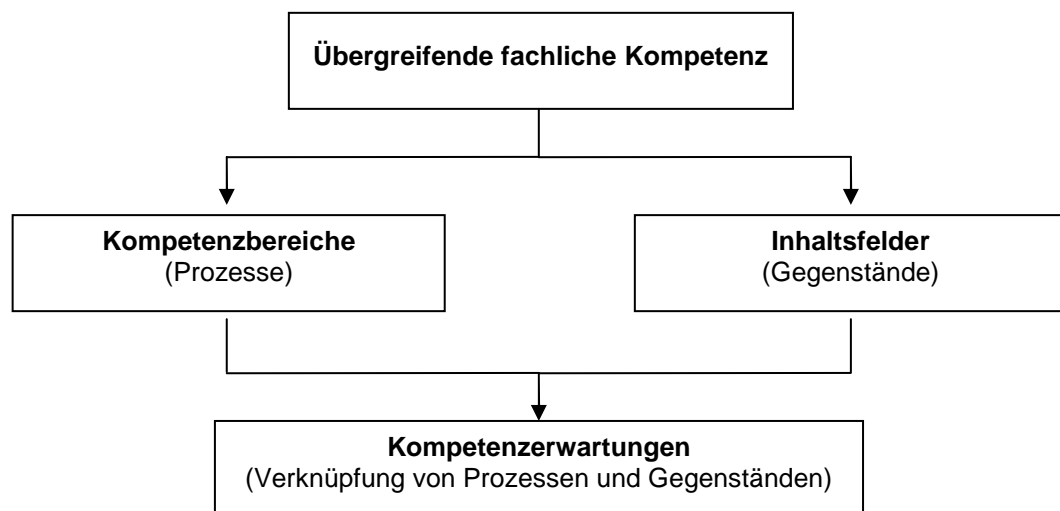 Übergreifende fachliche Kompetenz
Kompetenzbereiche
(Prozesse)
Inhaltsfelder
(Gegenstände)
Kompetenzerwartungen
(Verknüpfung von Prozessen und Gegenständen)